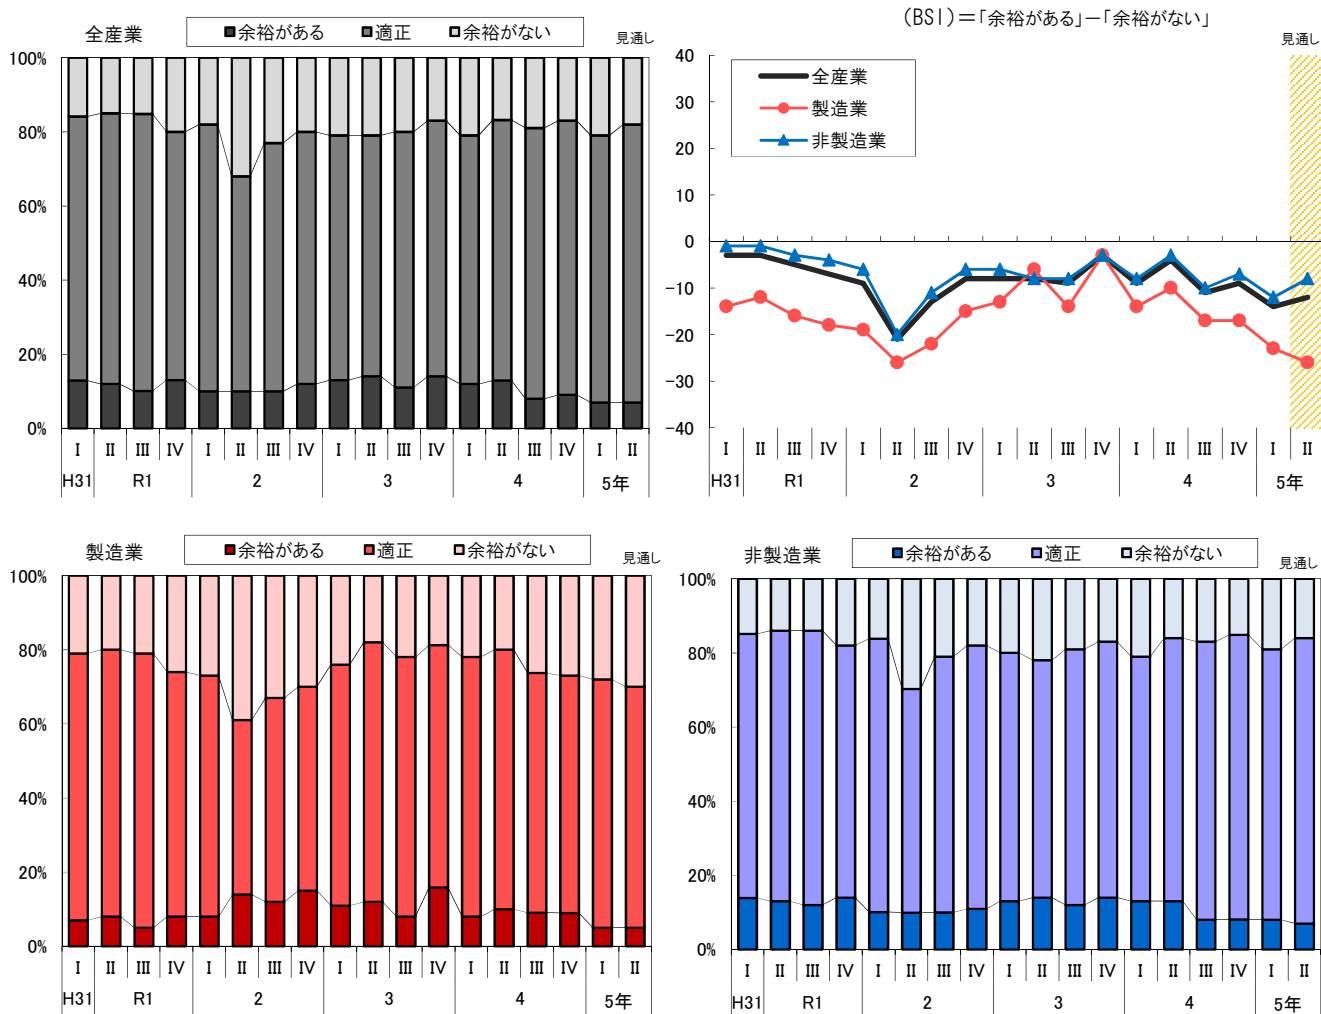 全産業
余裕がある 適正 余裕がない
見通し
100%
80%
60%
40%
20%
0%
Ⅰ Ⅱ Ⅲ Ⅳ Ⅰ Ⅱ Ⅲ Ⅳ Ⅰ Ⅱ Ⅲ Ⅳ Ⅰ Ⅱ Ⅲ Ⅳ Ⅰ Ⅱ
H31 R1 2 3 4 5年
(BSI)=「余裕がある」-「余裕がない」
見通し
全産業
製造業
非製造業
40
30
20
10
0
-10
-20
-30
-40
Ⅰ Ⅱ Ⅲ Ⅳ Ⅰ Ⅱ Ⅲ Ⅳ Ⅰ Ⅱ Ⅲ Ⅳ Ⅰ Ⅱ Ⅲ Ⅳ Ⅰ Ⅱ
H31 R1 2 3 4 5年
製造業
余裕がある 適正 余裕がない
見通し
100%
80%
60%
40%
20%
0%
Ⅰ Ⅱ Ⅲ Ⅳ Ⅰ Ⅱ Ⅲ Ⅳ Ⅰ Ⅱ Ⅲ Ⅳ Ⅰ Ⅱ Ⅲ Ⅳ Ⅰ Ⅱ
H31 R1 2 3 4 5年
非製造業
余裕がある 適正 余裕がない
見通し
100%
80%
60%
40%
20%
0%
Ⅰ Ⅱ Ⅲ Ⅳ Ⅰ Ⅱ Ⅲ Ⅳ Ⅰ Ⅱ Ⅲ Ⅳ Ⅰ Ⅱ Ⅲ Ⅳ Ⅰ Ⅱ
H31 R1 2 3 4 5年